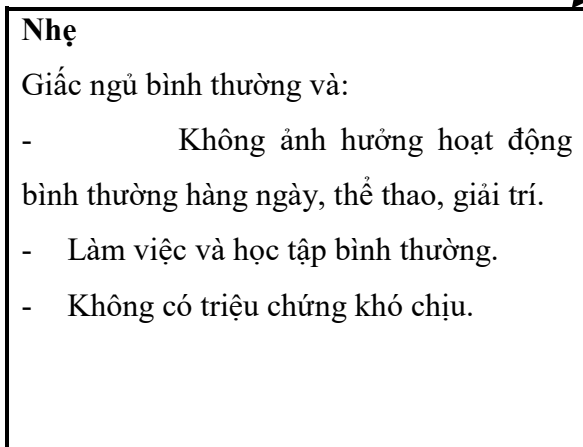 Nhẹ
Giấc ngủ bình thường và:
- Không ảnh hưởng hoạt động
bình thường hàng ngày, thể thao, giải trí.
- Làm việc và học tập bình thường.
- Không có triệu chứng khó chịu.